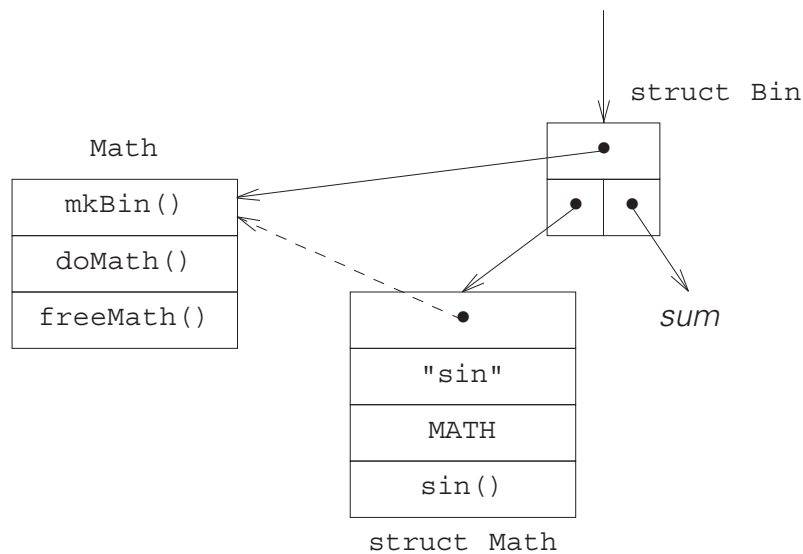 struct Bin
Math
mkBin()
doMath()
freeMath()
sum
"sin"
MATH
sin()
struct Math